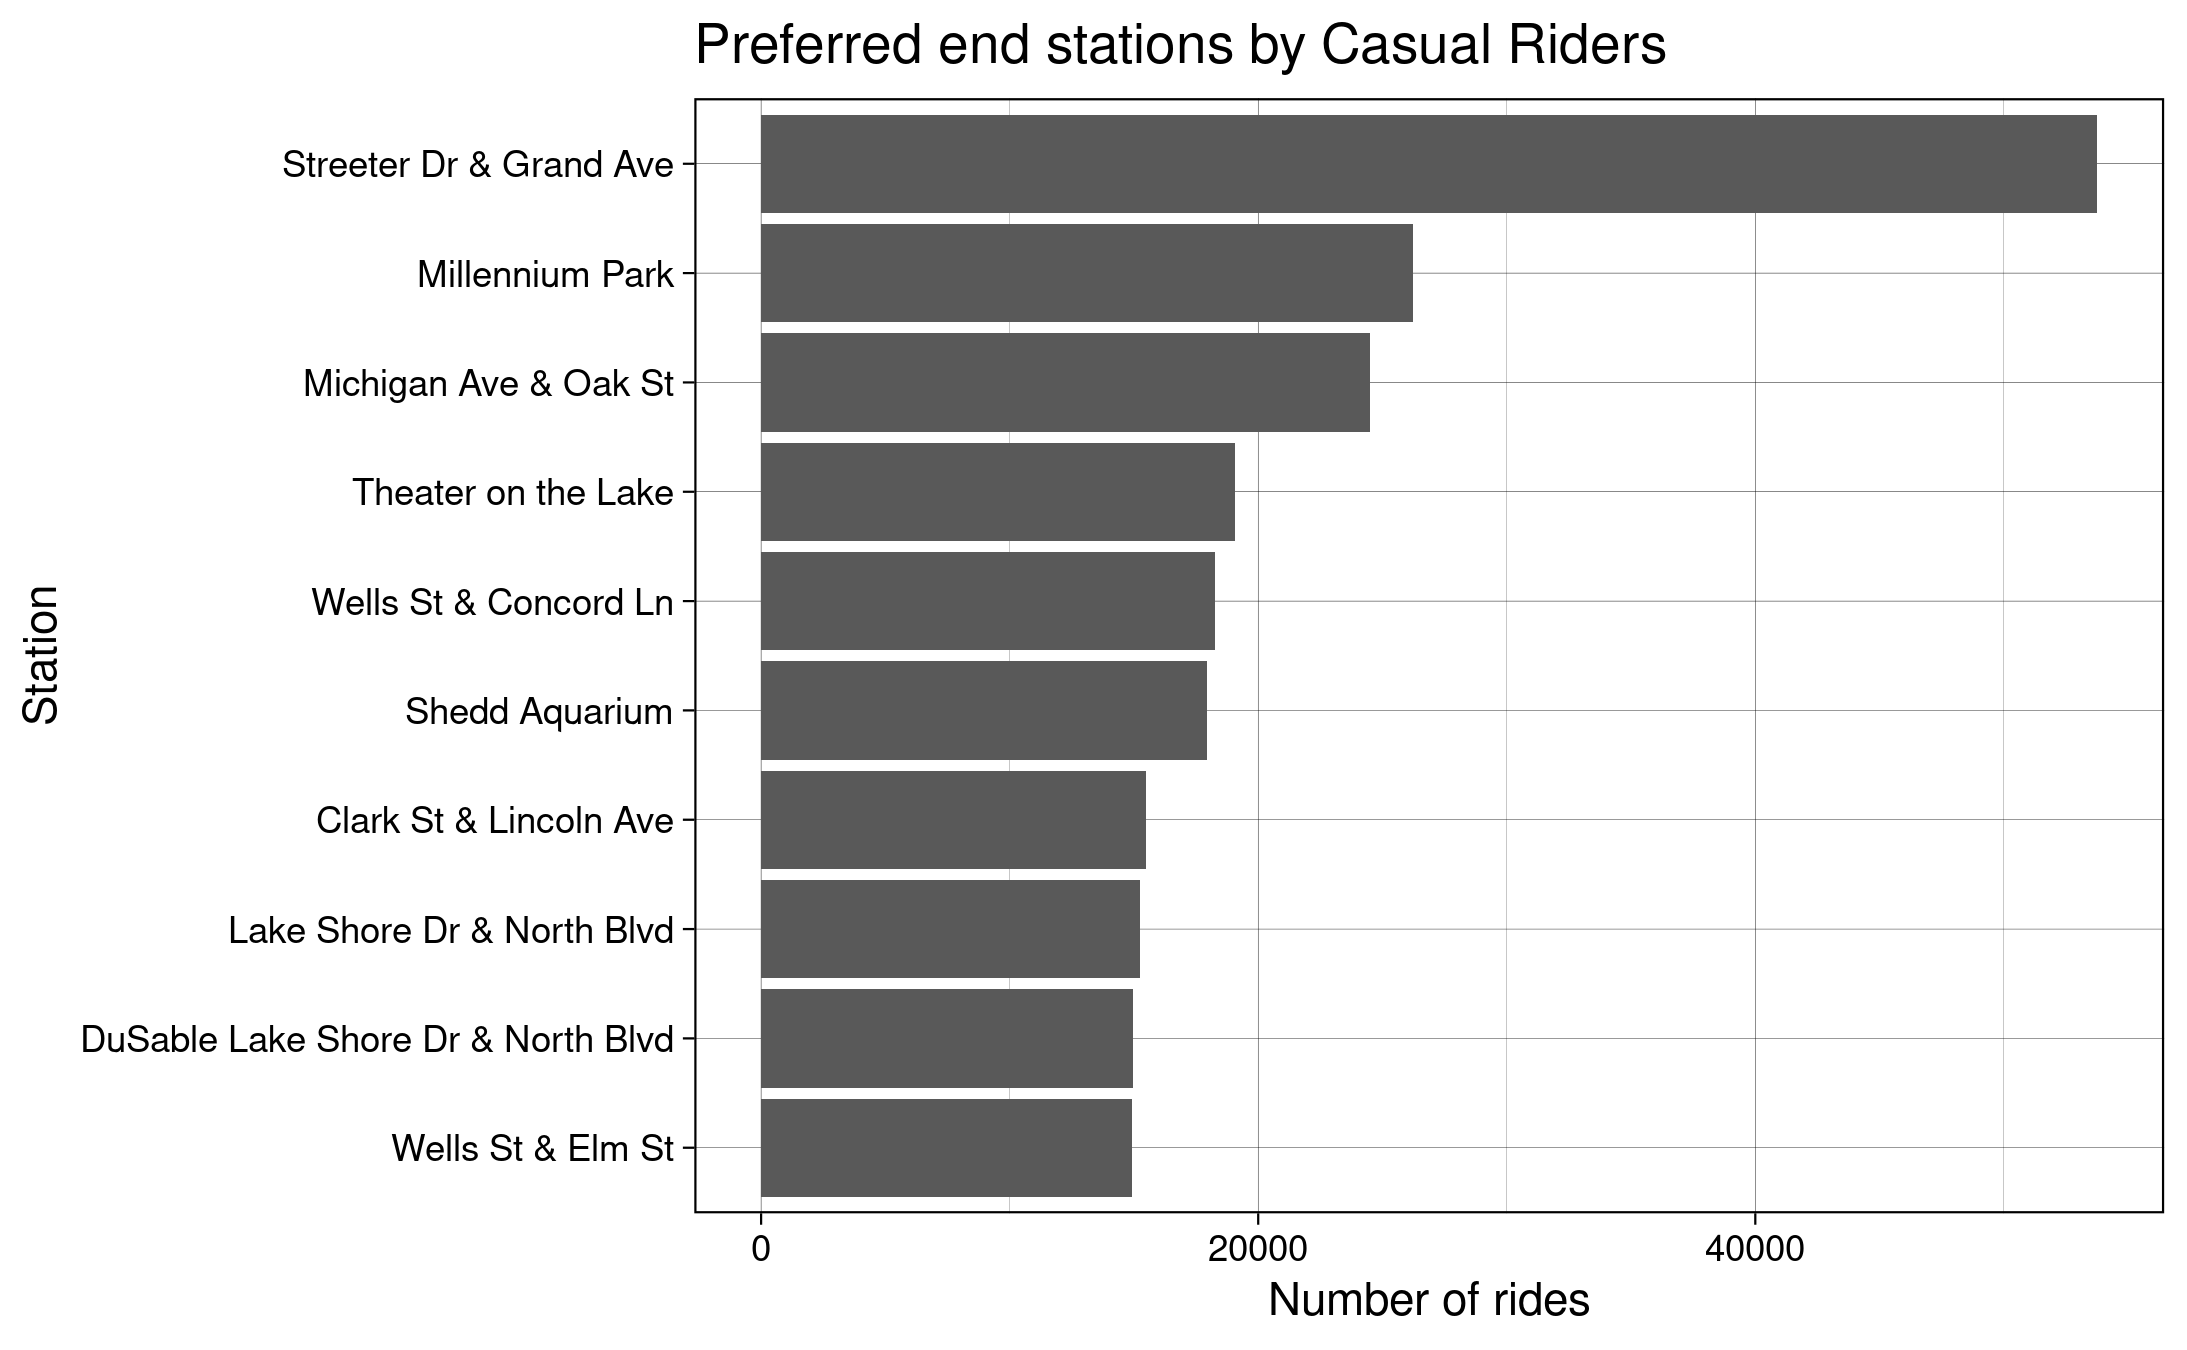 Preferred end stations by Casual Riders
Station
Streeter Dr & Grand Ave
Millennium Park
Michigan Ave & Oak St
Theater on the Lake
Wells St & Concord Ln
Shedd Aquarium
Clark St & Lincoln Ave
Lake Shore Dr & North Blvd
DuSable Lake Shore Dr & North Blvd
Wells St & Elm St
0 20000 40000
Number of rides